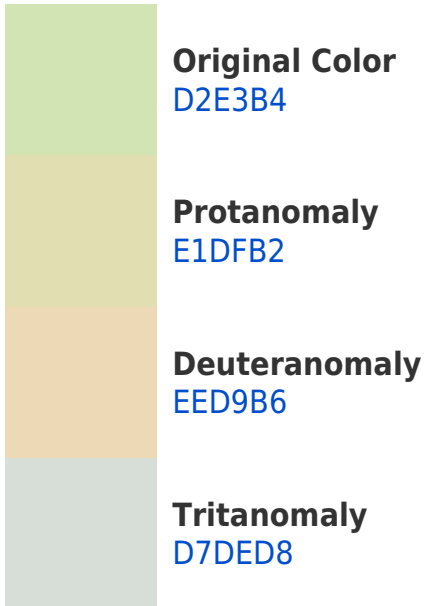 Original Color
D2E3B4
Protanomaly
E1DFB2
Deuteranomaly
EED9B6
Tritanomaly
D7DED8